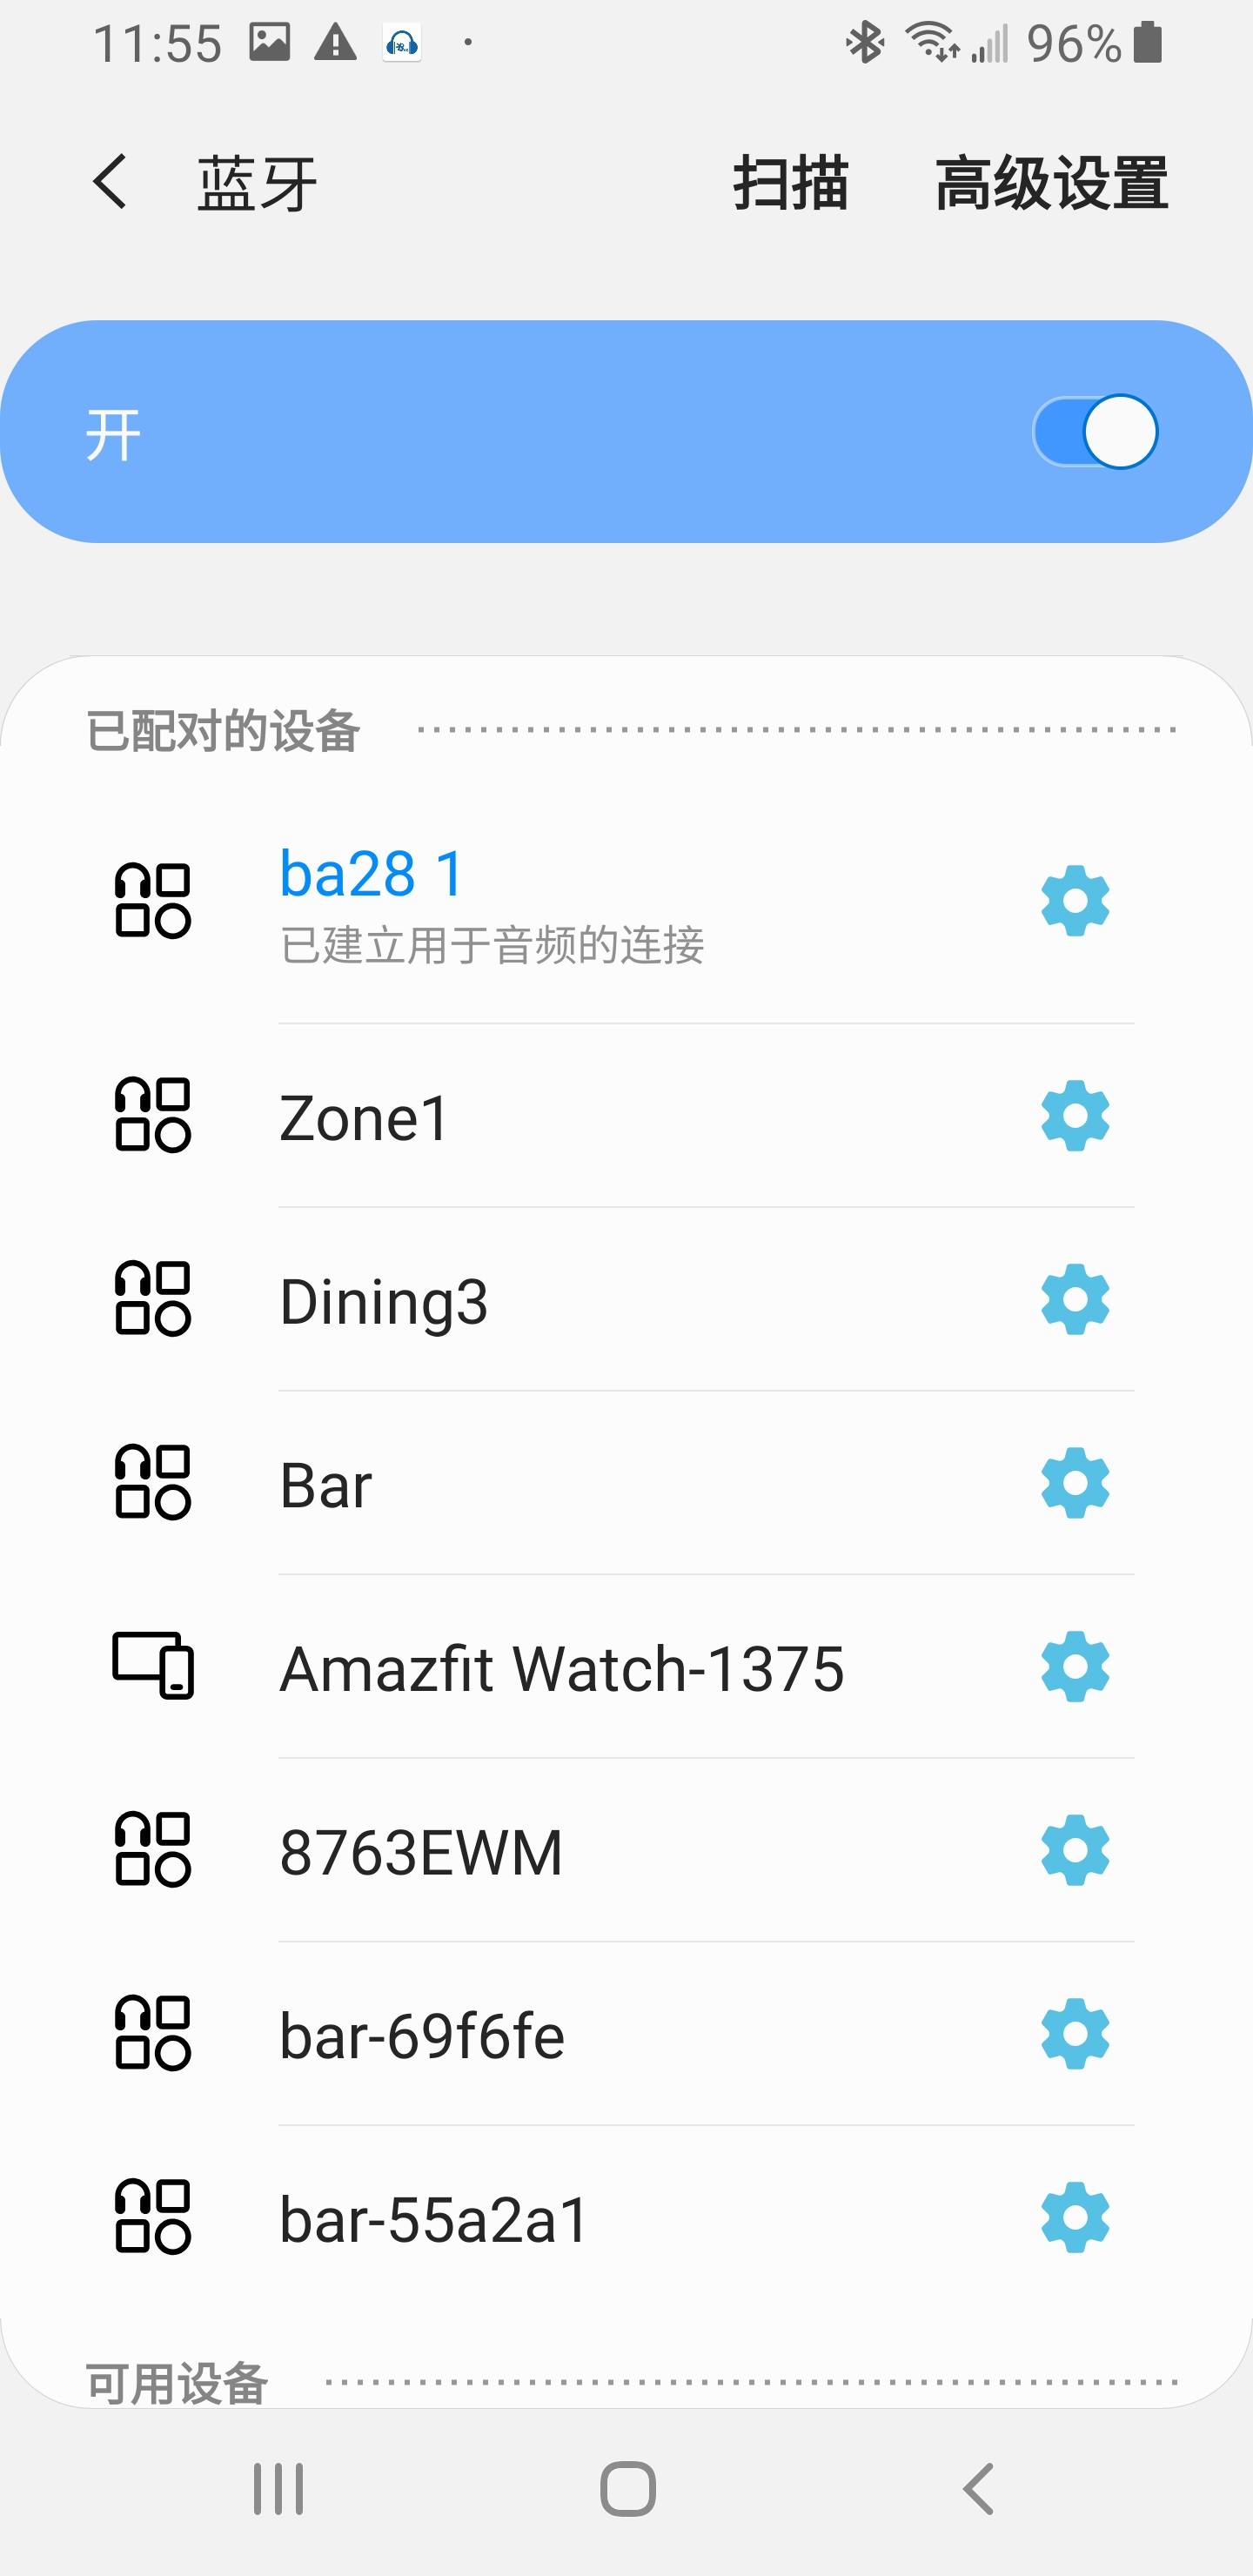 11:55 96%
蓝牙 扫描 高级设置
开
已配对的设备
ba28 1
已建立用于音频的连接
Zone1
Dining3
Bar
Amazfit Watch-1375
8763EWM
bar-69f6fe
bar-55a2a1
可用设备